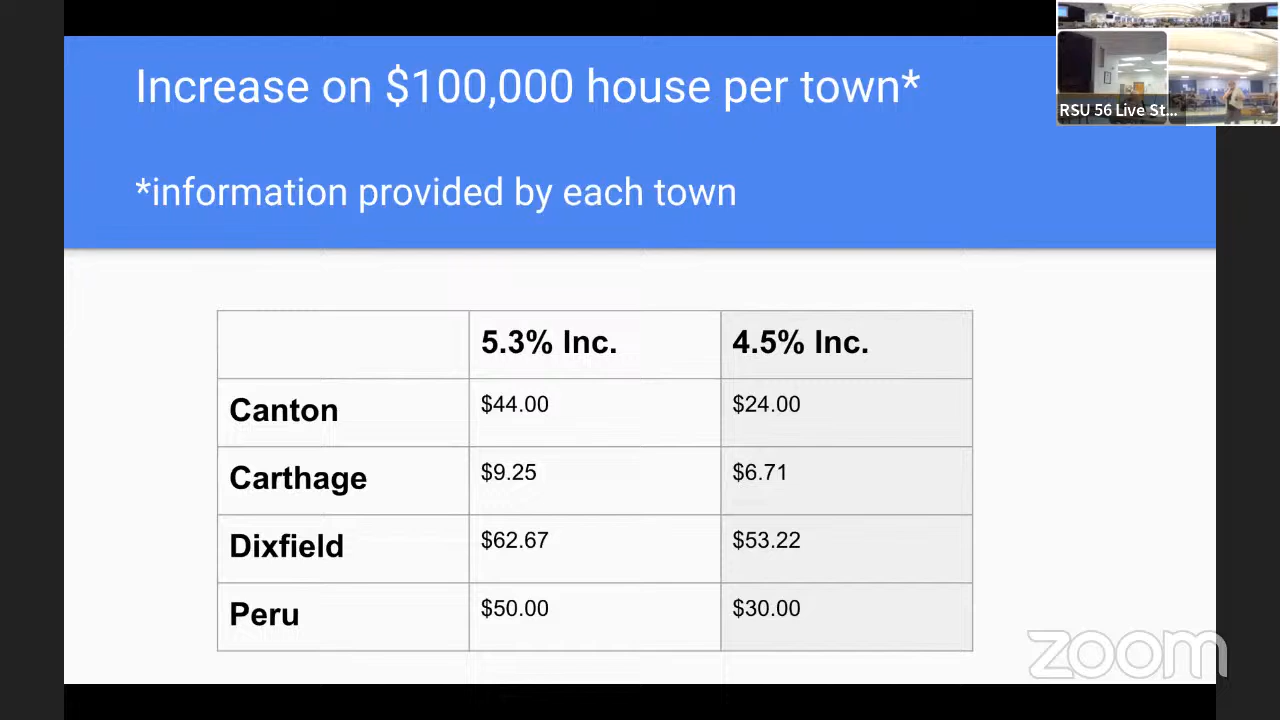 Increase on $100,000 house per town*
*information provided by each town
RSU 56 Live St...
5.3% Inc. 4.5% Inc.
Canton $44.00 $24.00
Carthage $9.25 $6.71
Dixfield $62.67 $53.22
Peru $50.00 $30.00
zoom